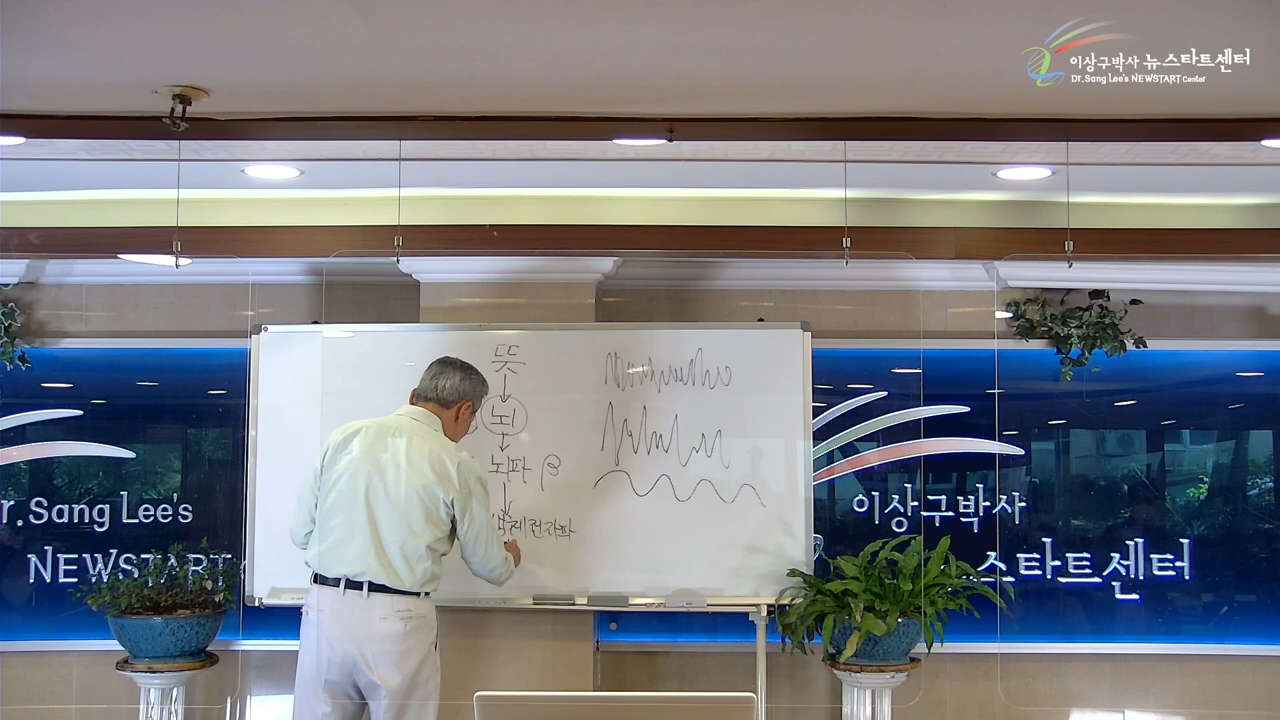 이상구박사 뉴스타트센터
Dr. Sang Lee's NEWSTART Center
뜻
뇌
뇌파 β
체전자파
Dr. Sang Lee's
NEWSTART
이상구박사
스타트센터